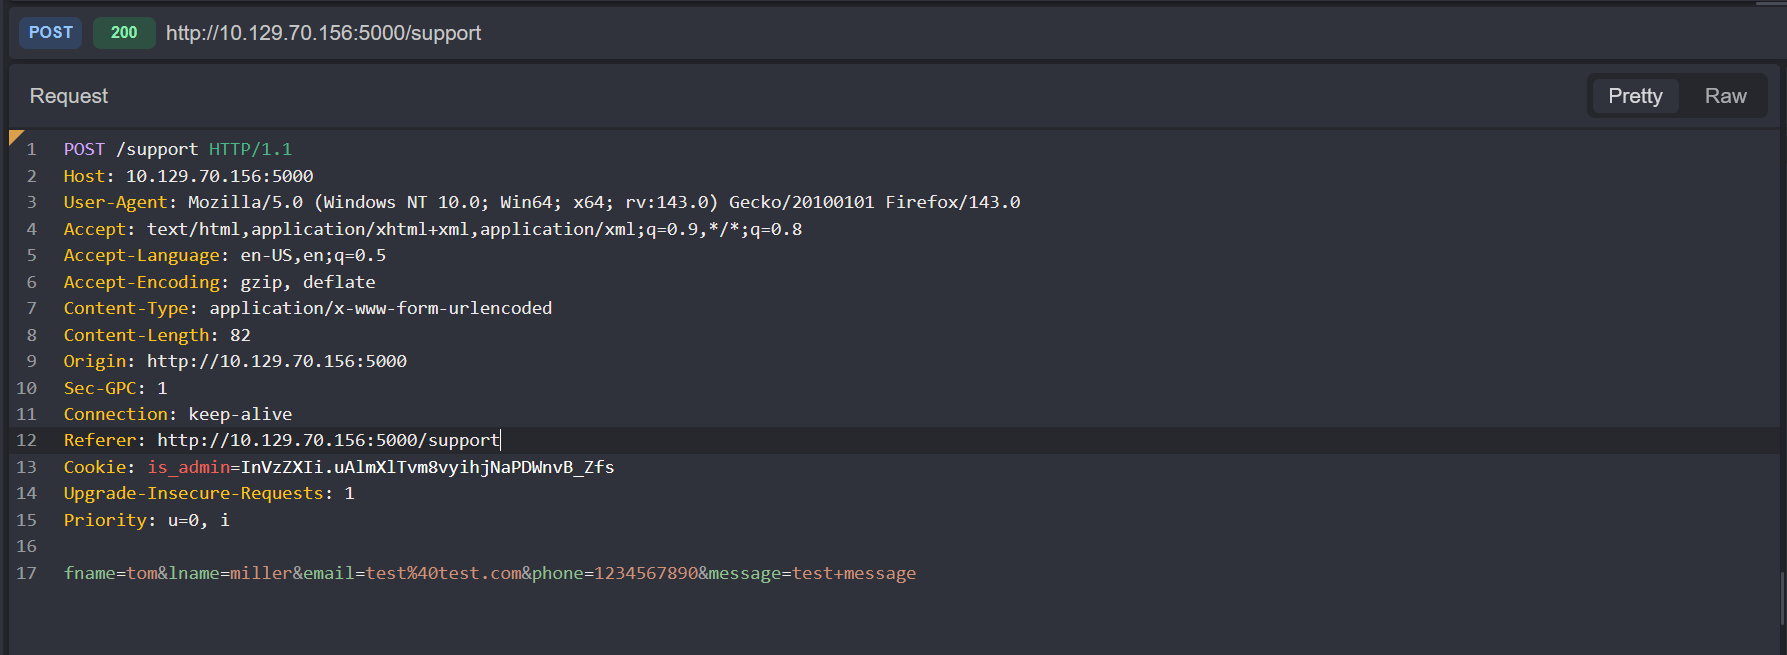 POST 200 http://10.129.70.156:5000/support
Request Pretty Raw
1 POST /support HTTP/1.1
2 Host: 10.129.70.156:5000
3 User-Agent: Mozilla/5.0 (Windows NT 10.0; Win64; x64; rv:143.0) Gecko/20100101 Firefox/143.0
4 Accept: text/html,application/xhtml+xml,application/xml;q=0.9,*/*;q=0.8
5 Accept-Language: en-US,en;q=0.5
6 Accept-Encoding: gzip, deflate
7 Content-Type: application/x-www-form-urlencoded
8 Content-Length: 82
9 Origin: http://10.129.70.156:5000
10 Sec-GPC: 1
11 Connection: keep-alive
12 Referer: http://10.129.70.156:5000/support
13 Cookie: is_admin=InVzZXIi.uAlmXlTvm8vyihjNaPDWnvB_Zfs
14 Upgrade-Insecure-Requests: 1
15 Priority: u=0, i
16
17 fname=tom&lname=miller&email=test%40test.com&phone=1234567890&message=test+message